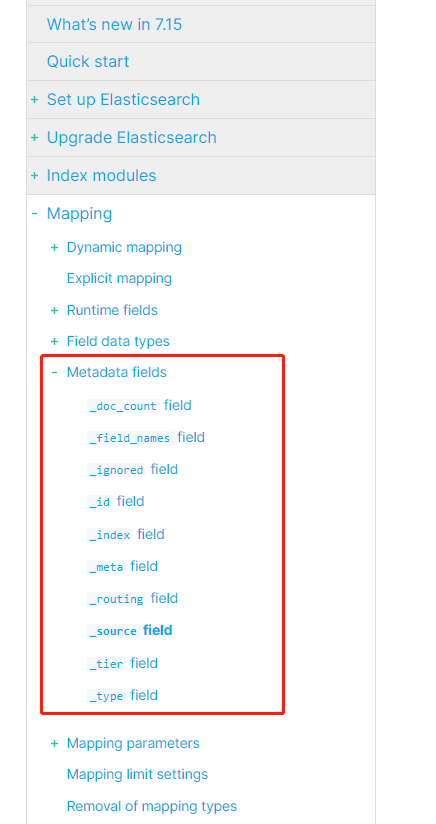 What's new in 7.15
Quick start
+ Set up Elasticsearch
+ Upgrade Elasticsearch
+ Index modules
- Mapping
+ Dynamic mapping
Explicit mapping
+ Runtime fields
+ Field data types
- Metadata fields
_doc_count field
_field_names field
_ignored field
_id field
_index field
_meta field
_routing field
_source field
_tier field
_type field
+ Mapping parameters
Mapping limit settings
Removal of mapping types